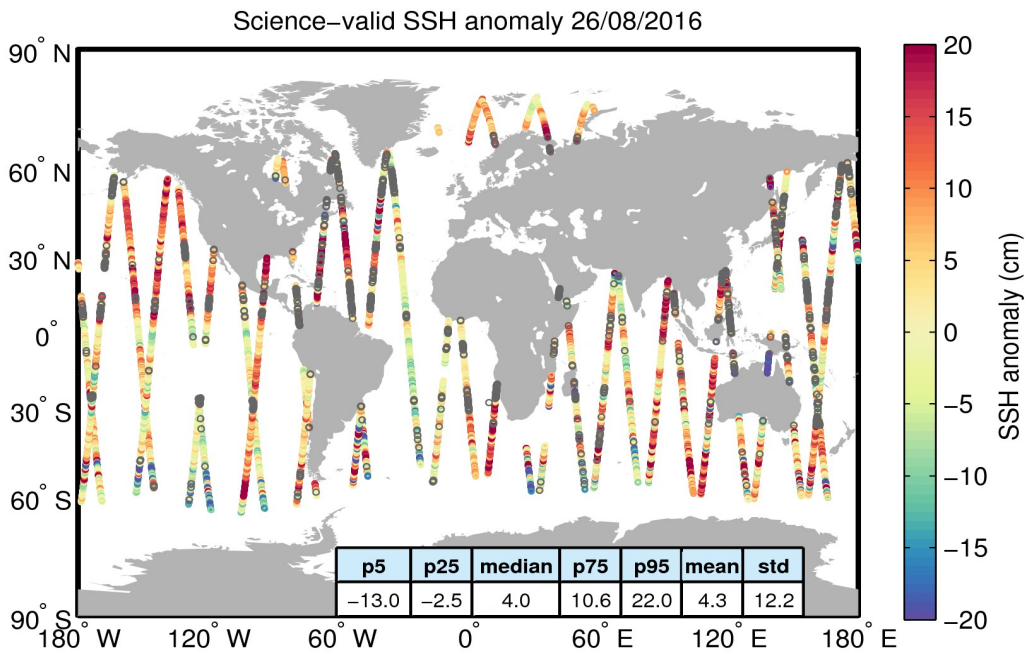 Science−valid SSH anomaly 26/08/2016
90° N
60° N
30° N
0°
30° S
60° S
90° S
180° W 120° W 60° W 0° 60° E 120° E 180° E
p5 p25 median p75 p95 mean std
−13.0 −2.5 4.0 10.6 22.0 4.3 12.2
20
15
10
5
0
−5
−10
−15
−20
SSH anomaly (cm)